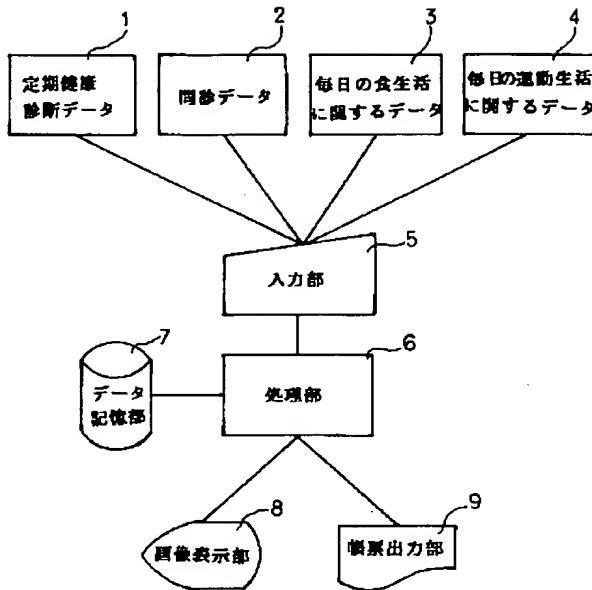 1
2
3
4
定期健康
診断データ
問診データ
毎日の食生活
に関するデータ
毎日の運動生活
に関するデータ
5
入力部
6
処理部
7
データ
記憶部
8
画像表示部
9
帳票出力部